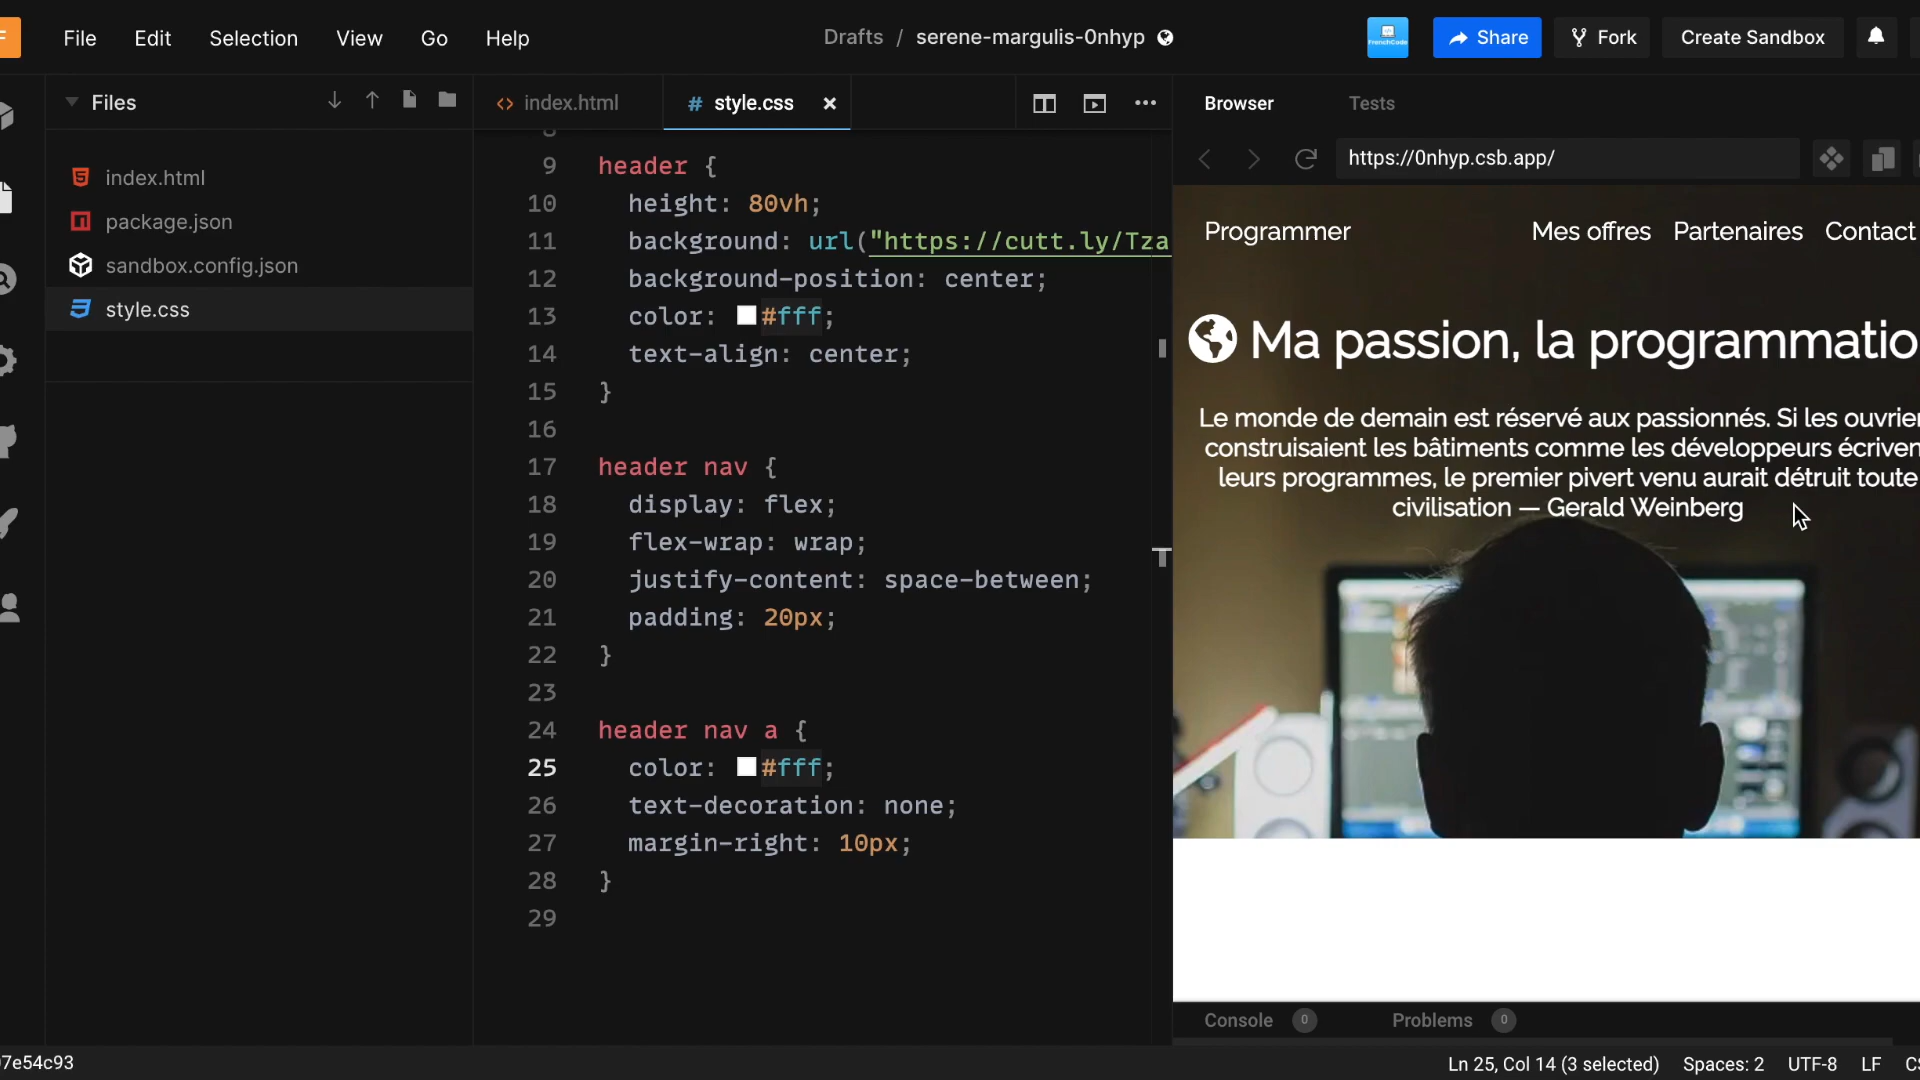 File Edit Selection View Go Help
Drafts / serene-margulis-0nhyp
Share Fork Create Sandbox
Files
index.html
package.json
sandbox.config.json
style.css
index.html # style.css
8
9 header {
10 height: 80vh;
11 background: url("https://cutt.ly/Tza
12 background-position: center;
13 color: #fff;
14 text-align: center;
15 }
16
17 header nav {
18 display: flex;
19 flex-wrap: wrap;
20 justify-content: space-between;
21 padding: 20px;
22 }
23
24 header nav a {
25 color: #fff;
26 text-decoration: none;
27 margin-right: 10px;
28 }
29
Browser Tests
https://0nhyp.csb.app/
Programmer Mes offres Partenaires Contact
Ma passion, la programmatio
Le monde de demain est réservé aux passionnés. Si les ouvrier
construisaient les bâtiments comme les développeurs écriven
leurs programmes, le premier pivert venu aurait détruit toute
civilisation — Gerald Weinberg
Console 0 Problems 0
7e54c93
Ln 25, Col 14 (3 selected) Spaces: 2 UTF-8 LF